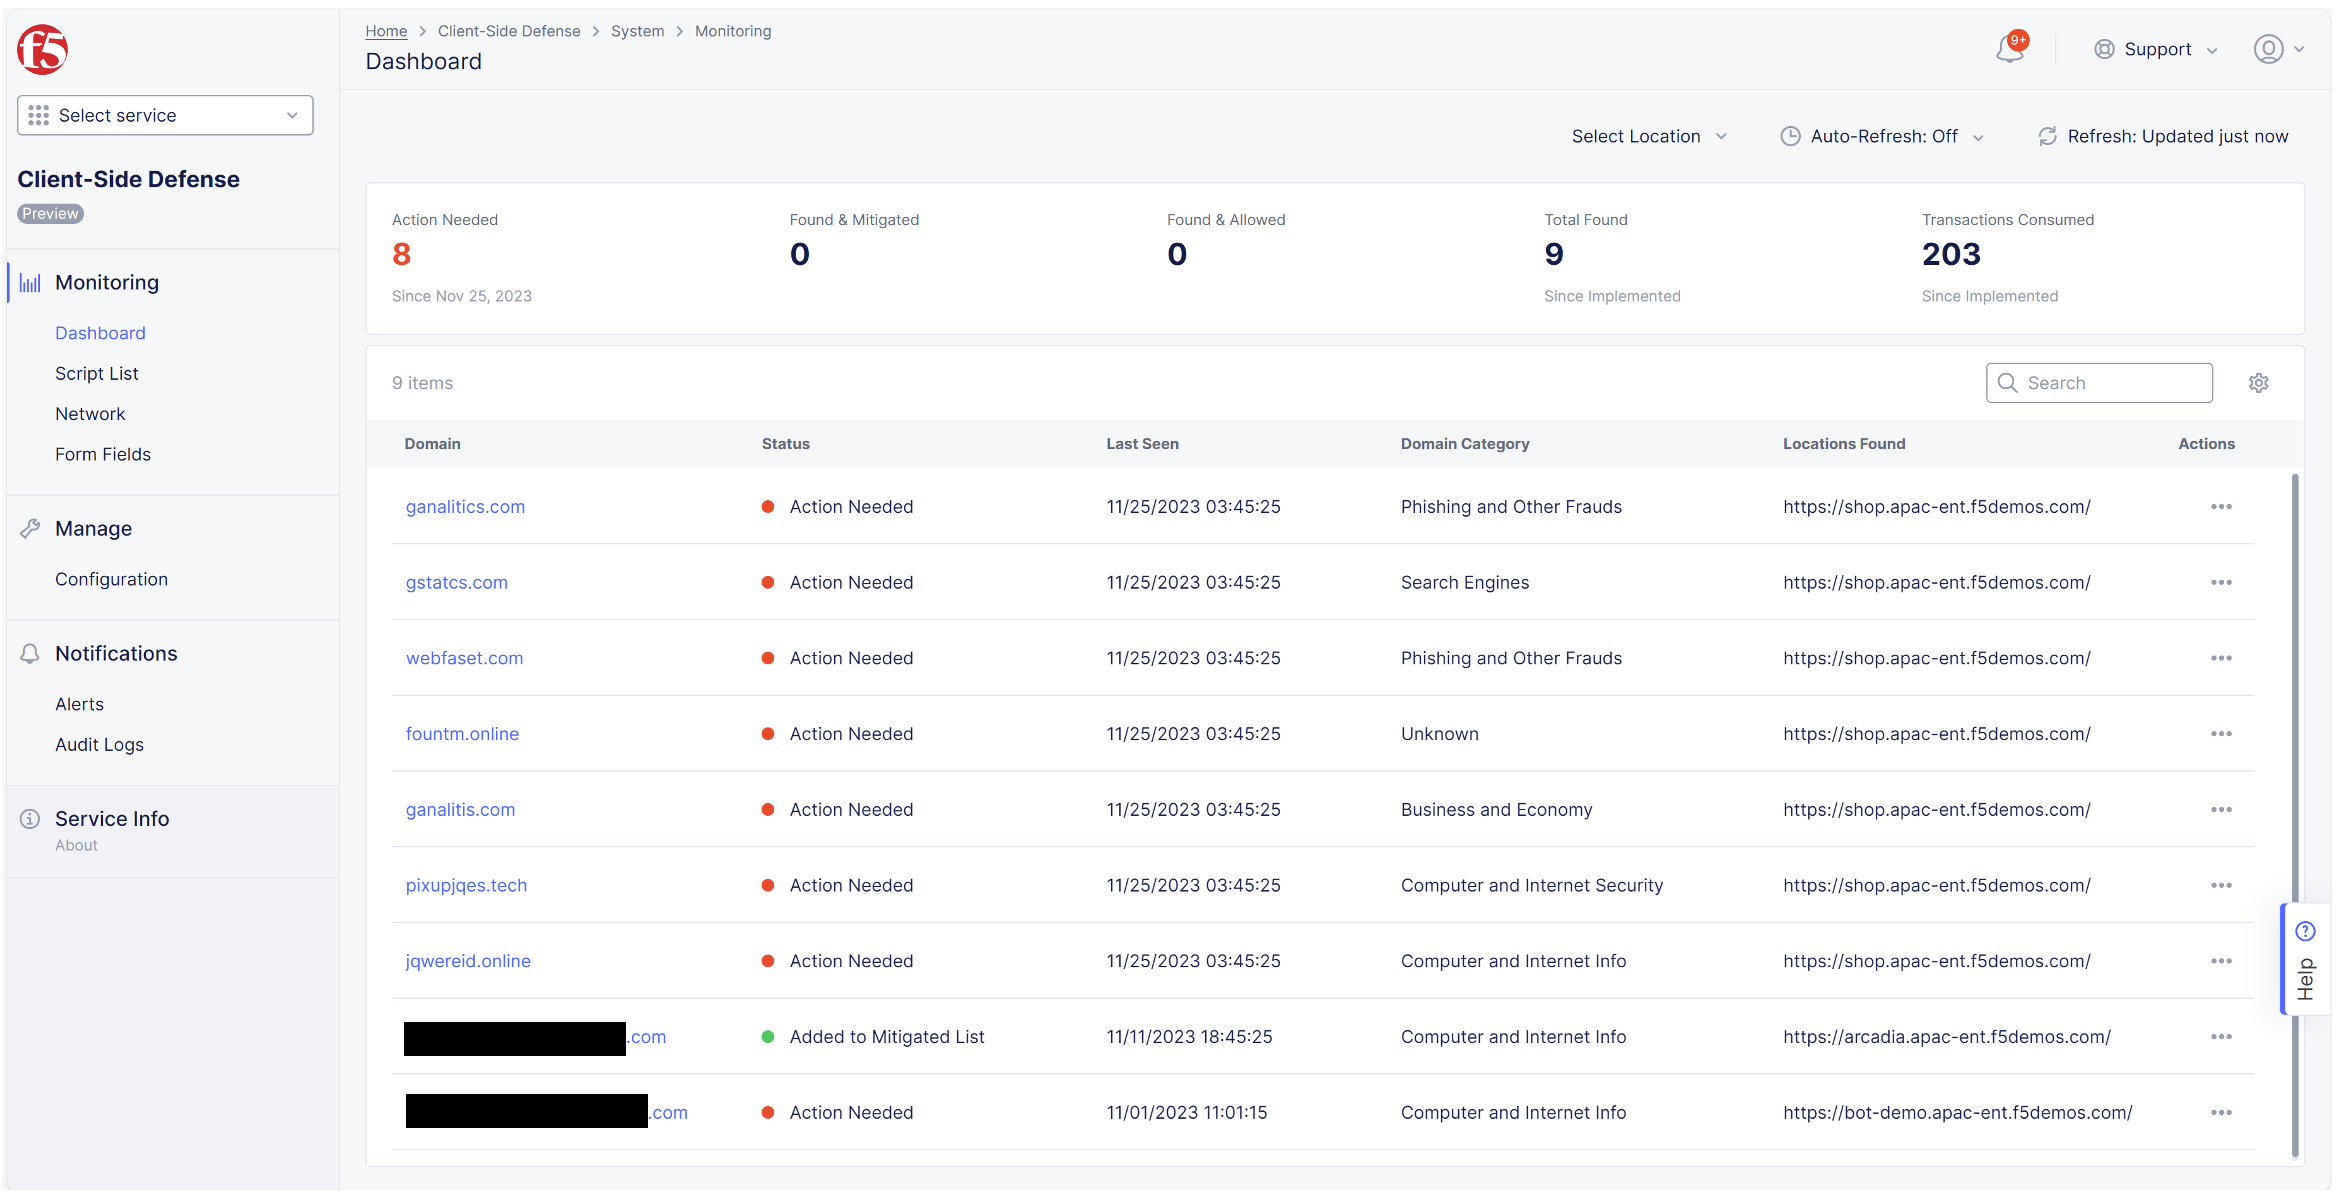 f5
Home > Client-Side Defense > System > Monitoring
Dashboard
9+
Support
Select service
Client-Side Defense
Preview
Monitoring
Dashboard
Script List
Network
Form Fields
Manage
Configuration
Notifications
Alerts
Audit Logs
Service Info
About
Select Location
Auto-Refresh: Off
Refresh: Updated just now
Action Needed
8
Since Nov 25, 2023
Found & Mitigated
0
Found & Allowed
0
Total Found
9
Since Implemented
Transactions Consumed
203
Since Implemented
9 items
Search
Domain Status Last Seen Domain Category Locations Found Actions
ganalitics.com Action Needed 11/25/2023 03:45:25 Phishing and Other Frauds https://shop.apac-ent.f5demos.com/
gstatcs.com Action Needed 11/25/2023 03:45:25 Search Engines https://shop.apac-ent.f5demos.com/
webfaset.com Action Needed 11/25/2023 03:45:25 Phishing and Other Frauds https://shop.apac-ent.f5demos.com/
fountm.online Action Needed 11/25/2023 03:45:25 Unknown https://shop.apac-ent.f5demos.com/
ganalitis.com Action Needed 11/25/2023 03:45:25 Business and Economy https://shop.apac-ent.f5demos.com/
pixupjqes.tech Action Needed 11/25/2023 03:45:25 Computer and Internet Security https://shop.apac-ent.f5demos.com/
jqwereid.online Action Needed 11/25/2023 03:45:25 Computer and Internet Info https://shop.apac-ent.f5demos.com/
.com Added to Mitigated List 11/11/2023 18:45:25 Computer and Internet Info https://arcadia.apac-ent.f5demos.com/
.com Action Needed 11/01/2023 11:01:15 Computer and Internet Info https://bot-demo.apac-ent.f5demos.com/
Help